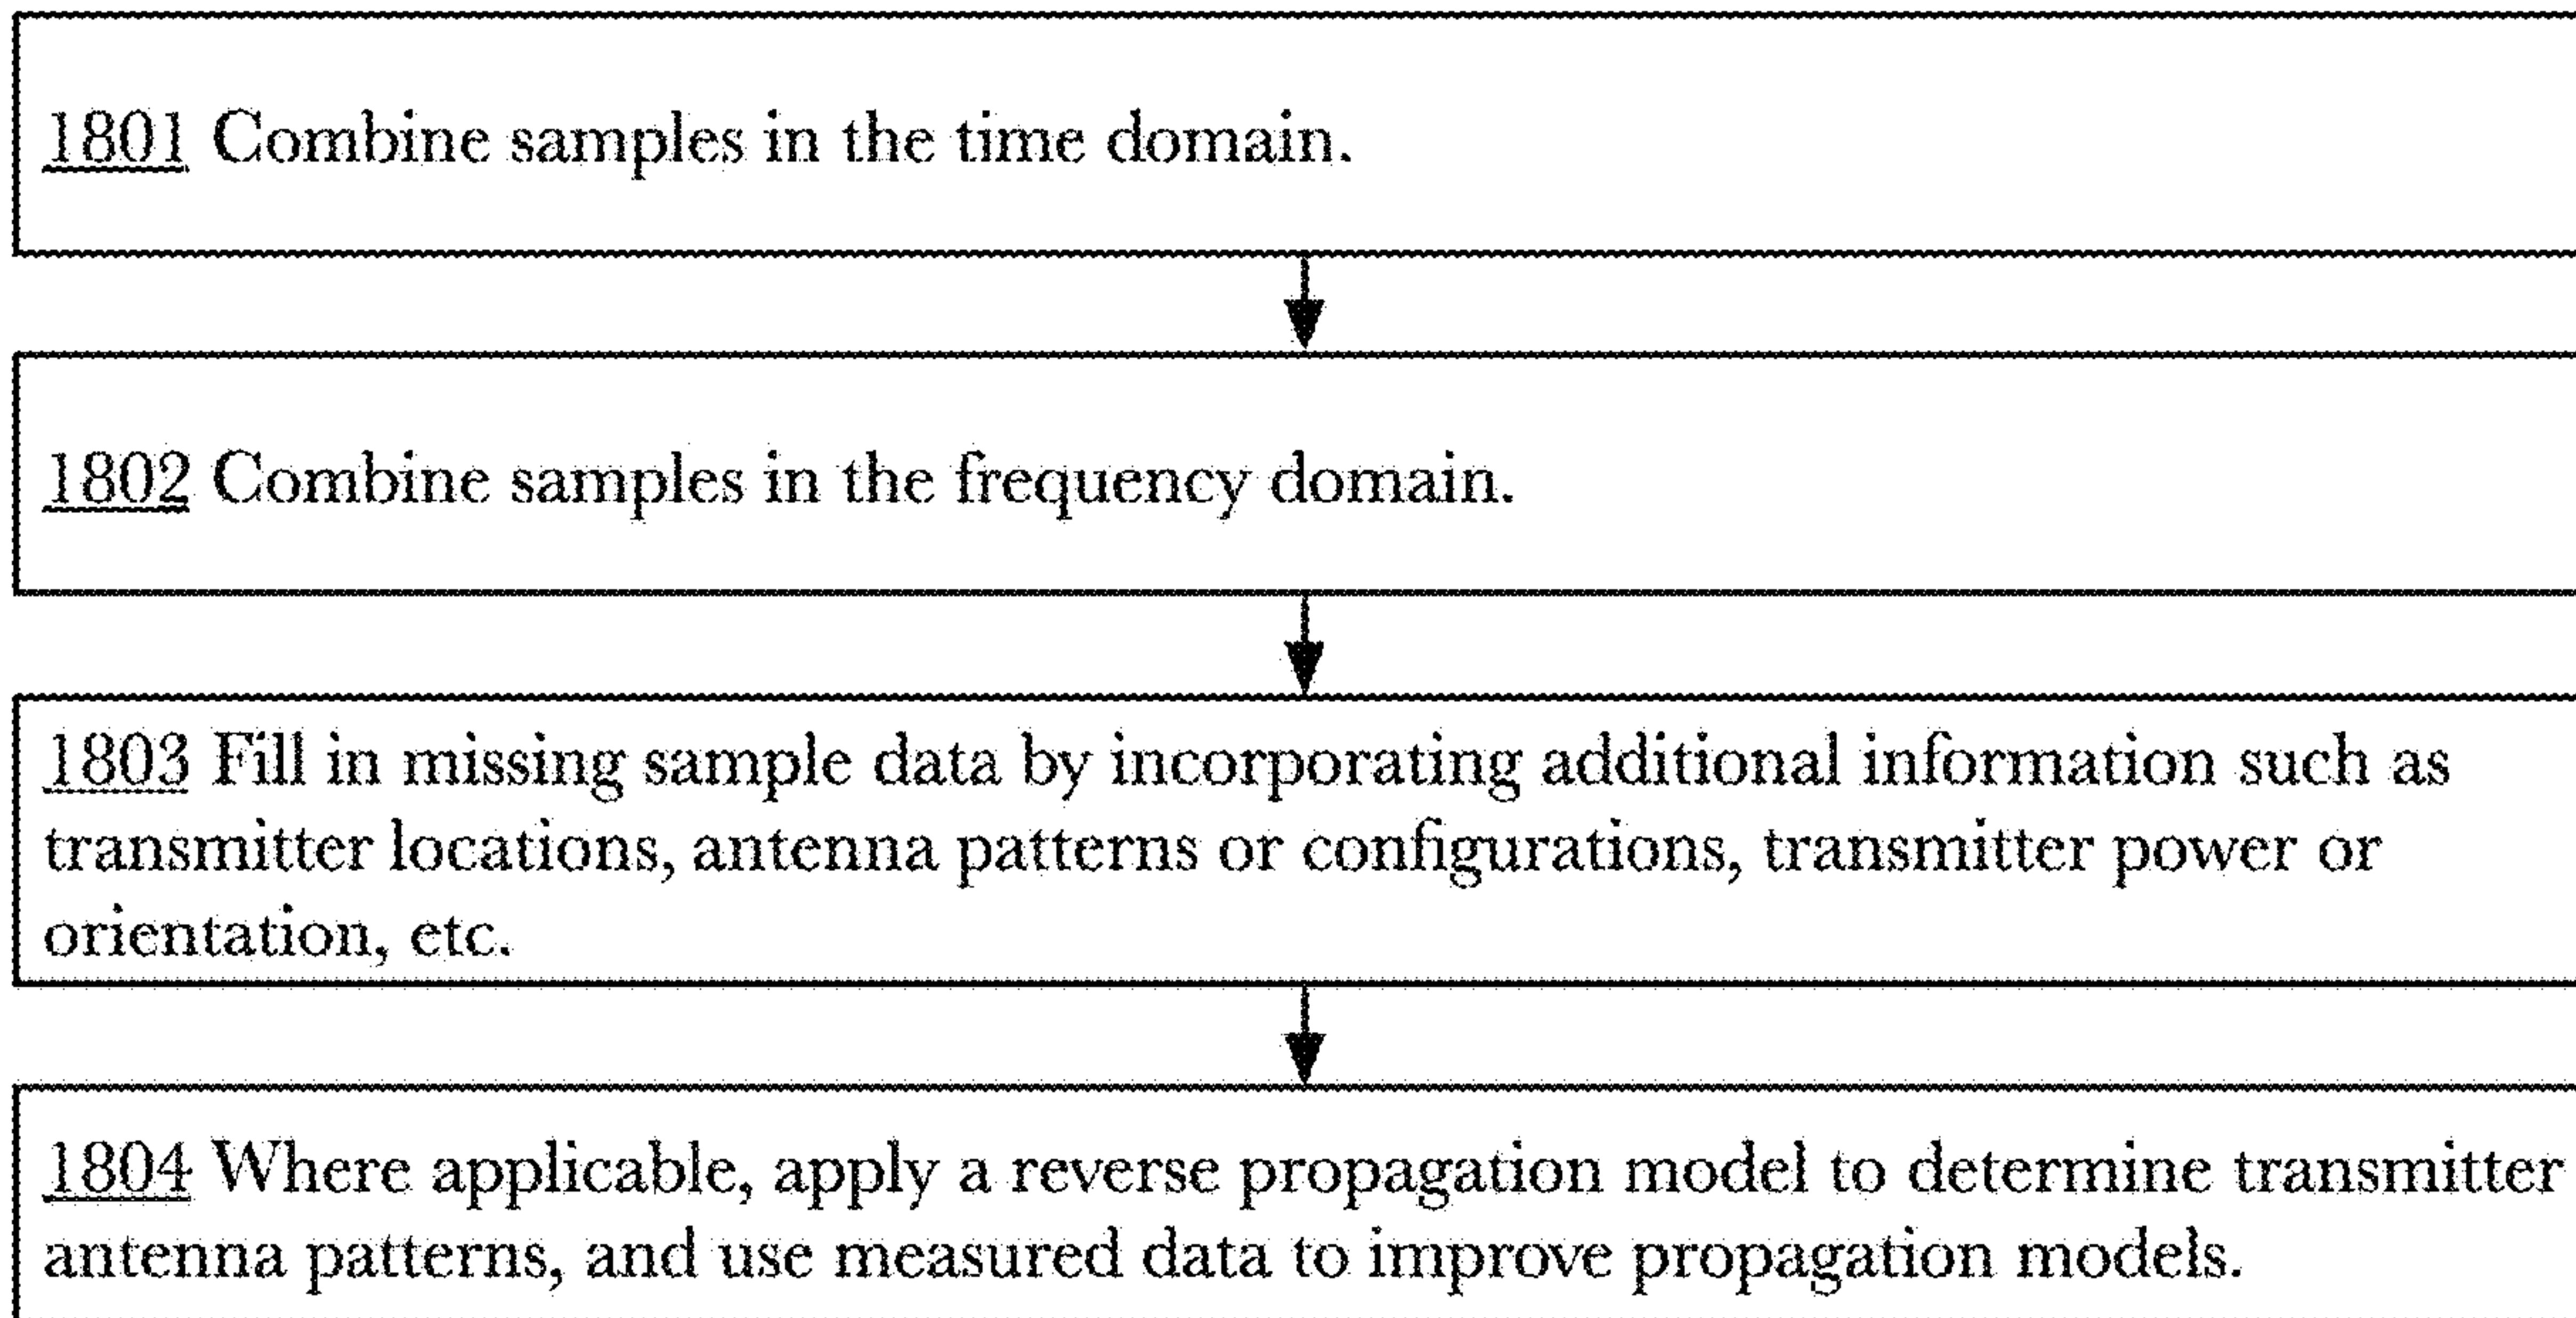 1801 Combine samples in the time domain.
1802 Combine samples in the frequency domain.
1803 Fill in missing sample data by incorporating additional information such as
transmitter locations, antenna patterns or configurations, transmitter power or
orientation, etc.
1804 Where applicable, apply a reverse propagation model to determine transmitter
antenna patterns, and use measured data to improve propagation models.